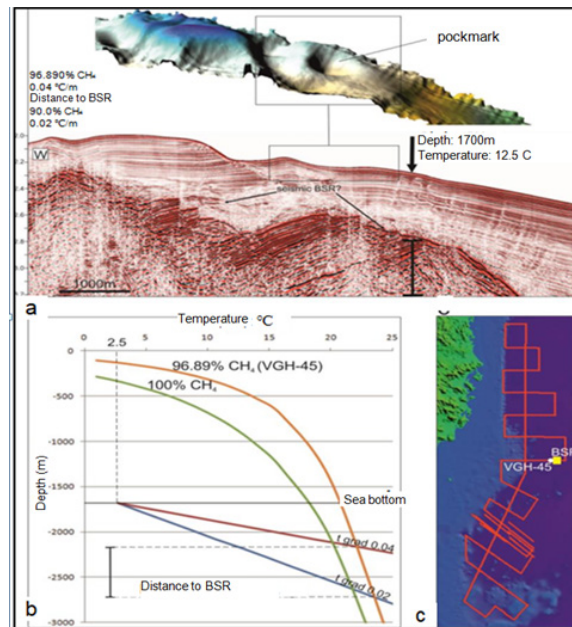 pockmark
96.890% CH₄
0.04 °C/m
Distance to BSR
90.0% CH₄
0.02 °C/m
Depth: 1700m
Temperature: 12.5 C
W
seismic BSR?
1000m
a
Temperature °C
0 5 10 15 20 25
2.5
0
96.89% CH₄ (VGH-45)
-500
100% CH₄
-1000
Depth (m)
-1500
Sea bottom
-2000
t grad 0.04
-2500
Distance to BSR
t grad 0.02
-3000
b
BSR
VGH-45
c